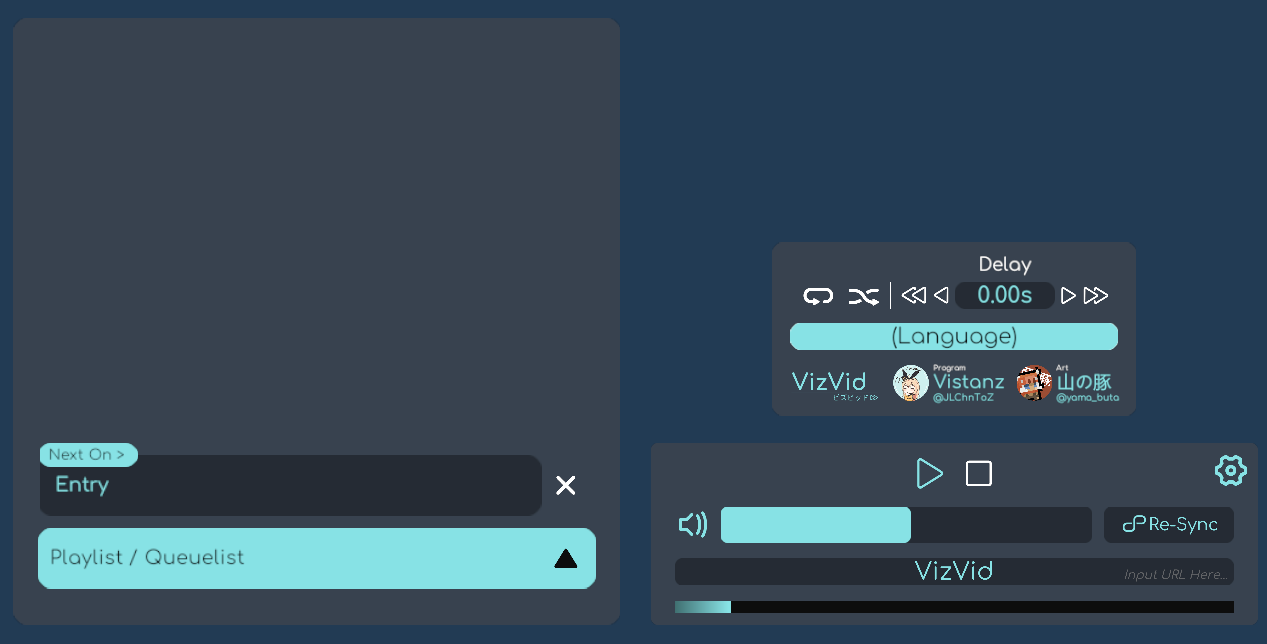 Next On >
Entry
Playlist / Queuelist
Delay
0.00s
(Language)
VizVid
ビズビッド
Program
Vistanz
@JLChnToZ
Art
山の豚
@yama_buta
Re-Sync
VizVid
Input URL Here...